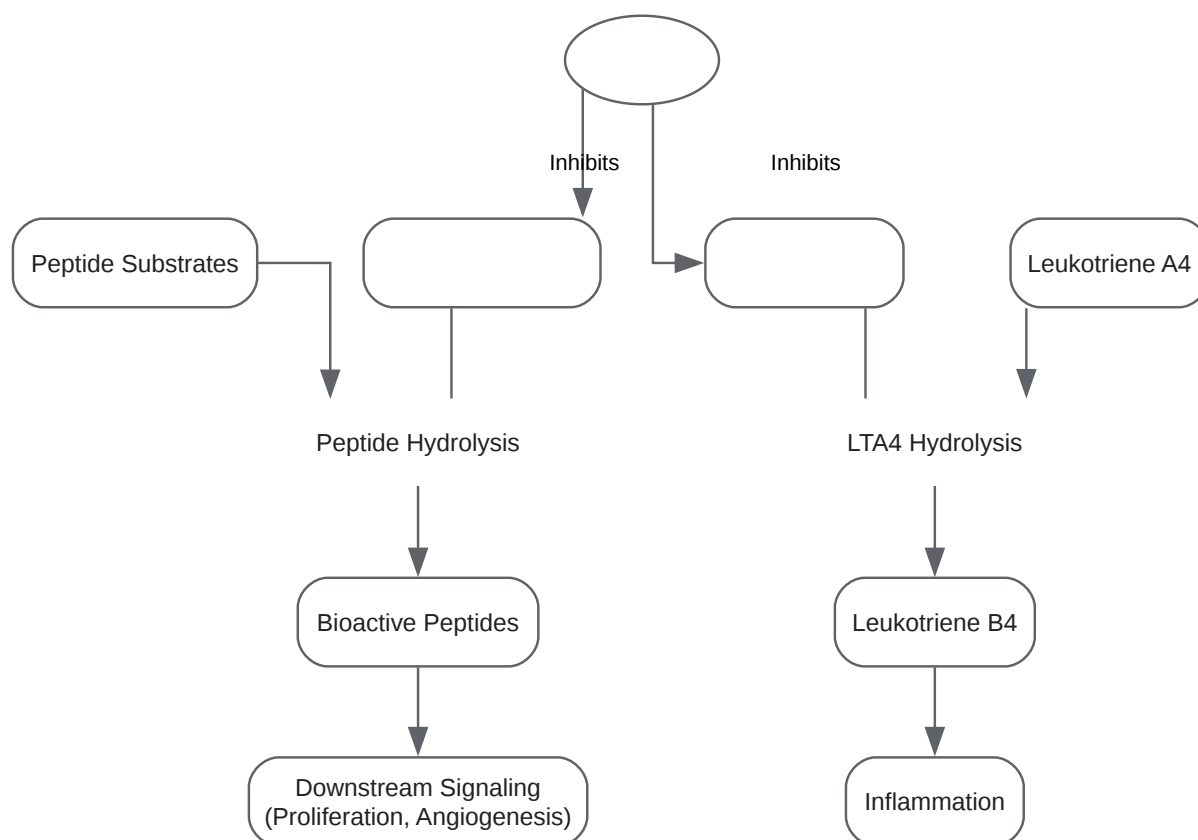 Inhibits
Inhibits
Peptide Substrates
Leukotriene A4
Peptide Hydrolysis
LTA4 Hydrolysis
Bioactive Peptides
Leukotriene B4
Downstream Signaling
(Proliferation, Angiogenesis)
Inflammation